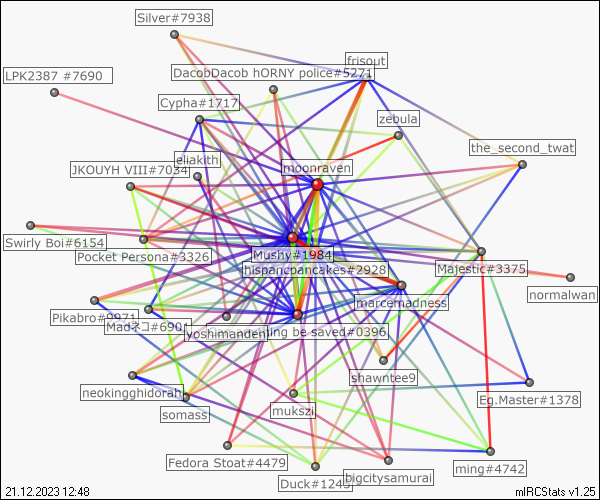 Silver#7938
frisout
LPK2387 #7690
DacobDacob hORNY police#5271
Cypha#1717
zebula
the_second_twat
eliakith
moonraven
JKOUYH VIII#7034
Swirly Boi#6154
Pocket Persona#3326
Mushy#1984
hispancpancakes#2928
Majestic#3375
normalwan
marcemadness
Pikabro#0971
Madネコ#690
yoshimanden
ing be saved#0396
shawntee9
neokingghidorah
somass
mukszi
Eg.Master#1378
Fedora Stoat#4479
Duck#1245
bigcitysamurai
ming#4742
21.12.2023 12:48
mIRCStats v1.25